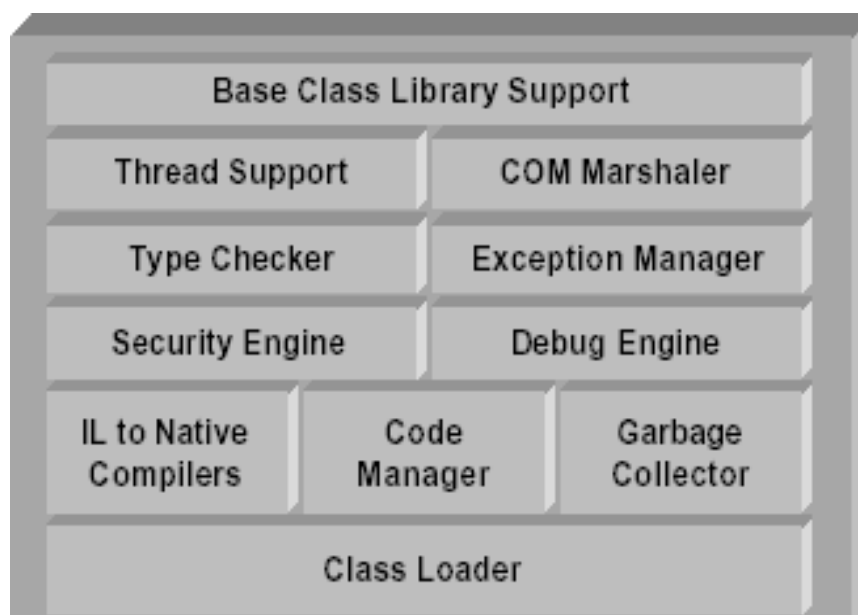 Base Class Library Support
Thread Support
COM Marshaler
Type Checker
Exception Manager
Security Engine
Debug Engine
IL to Native
Compilers
Code
Manager
Garbage
Collector
Class Loader